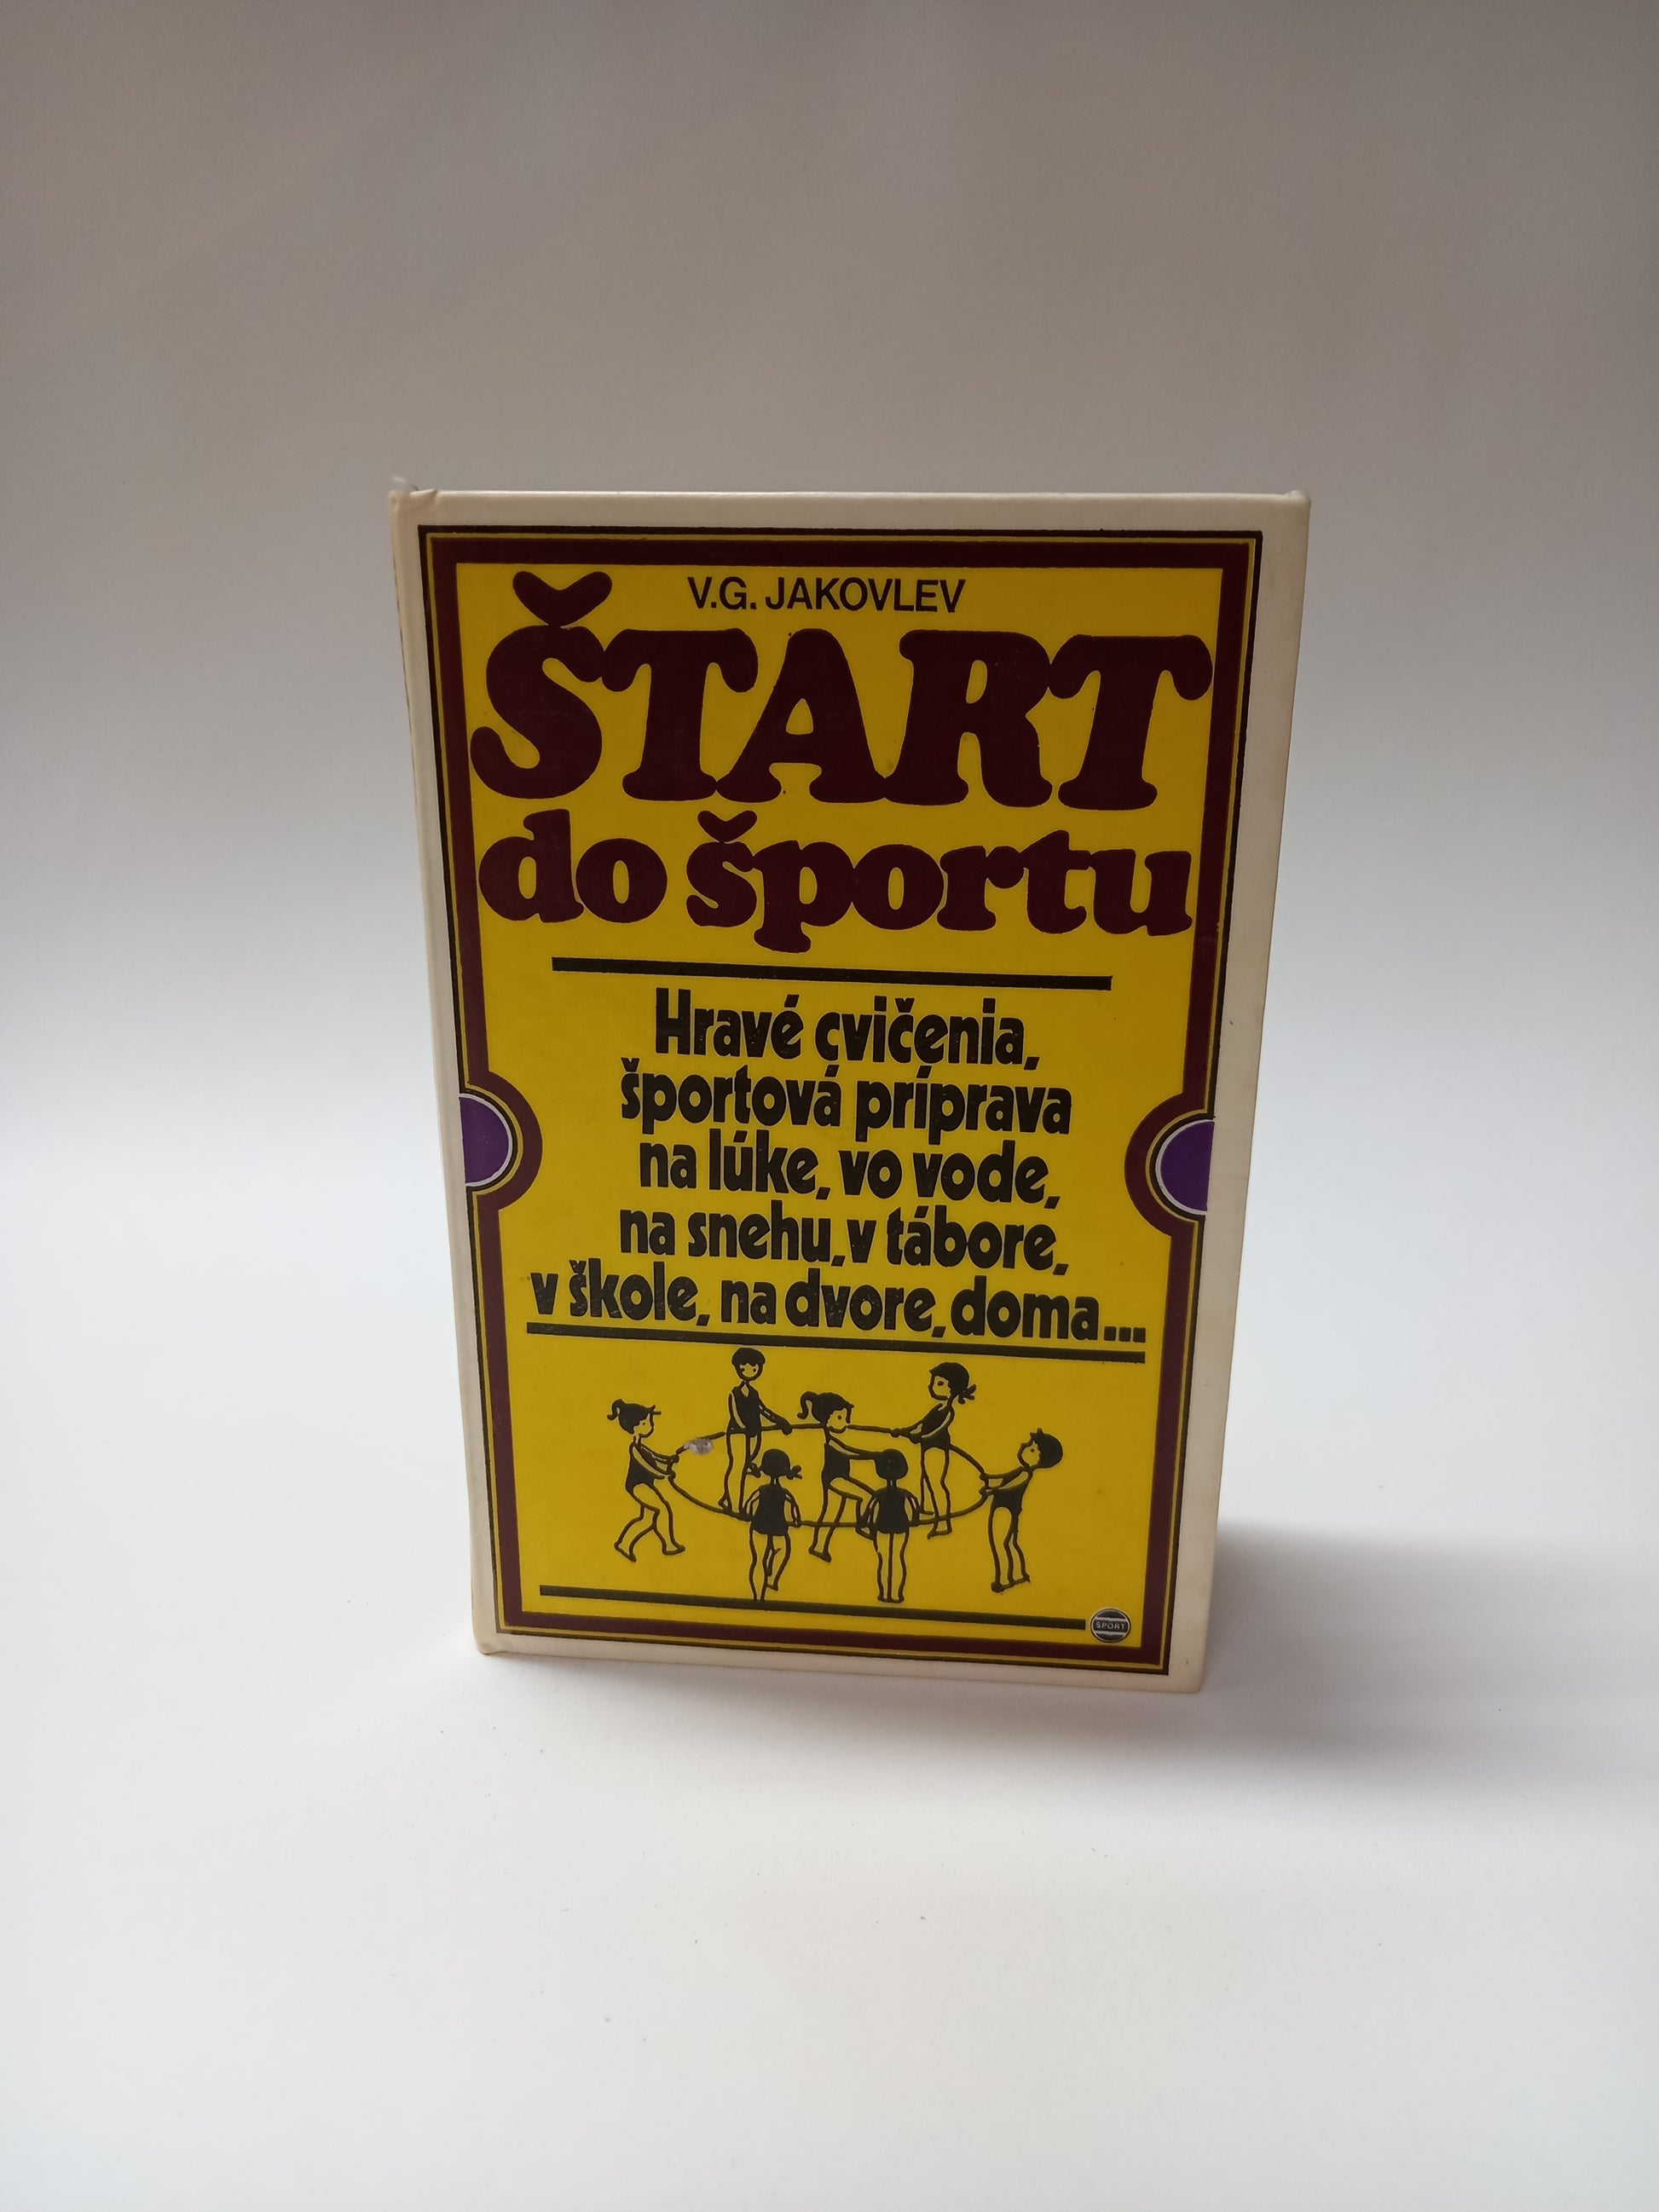 V.G. JAKOVLEV
ŠTART
do športu
Hravé cvičenia,
športová príprava
na lúke, vo vode,
na snehu, v tábore,
v škole, na dvore, doma...
SPORT